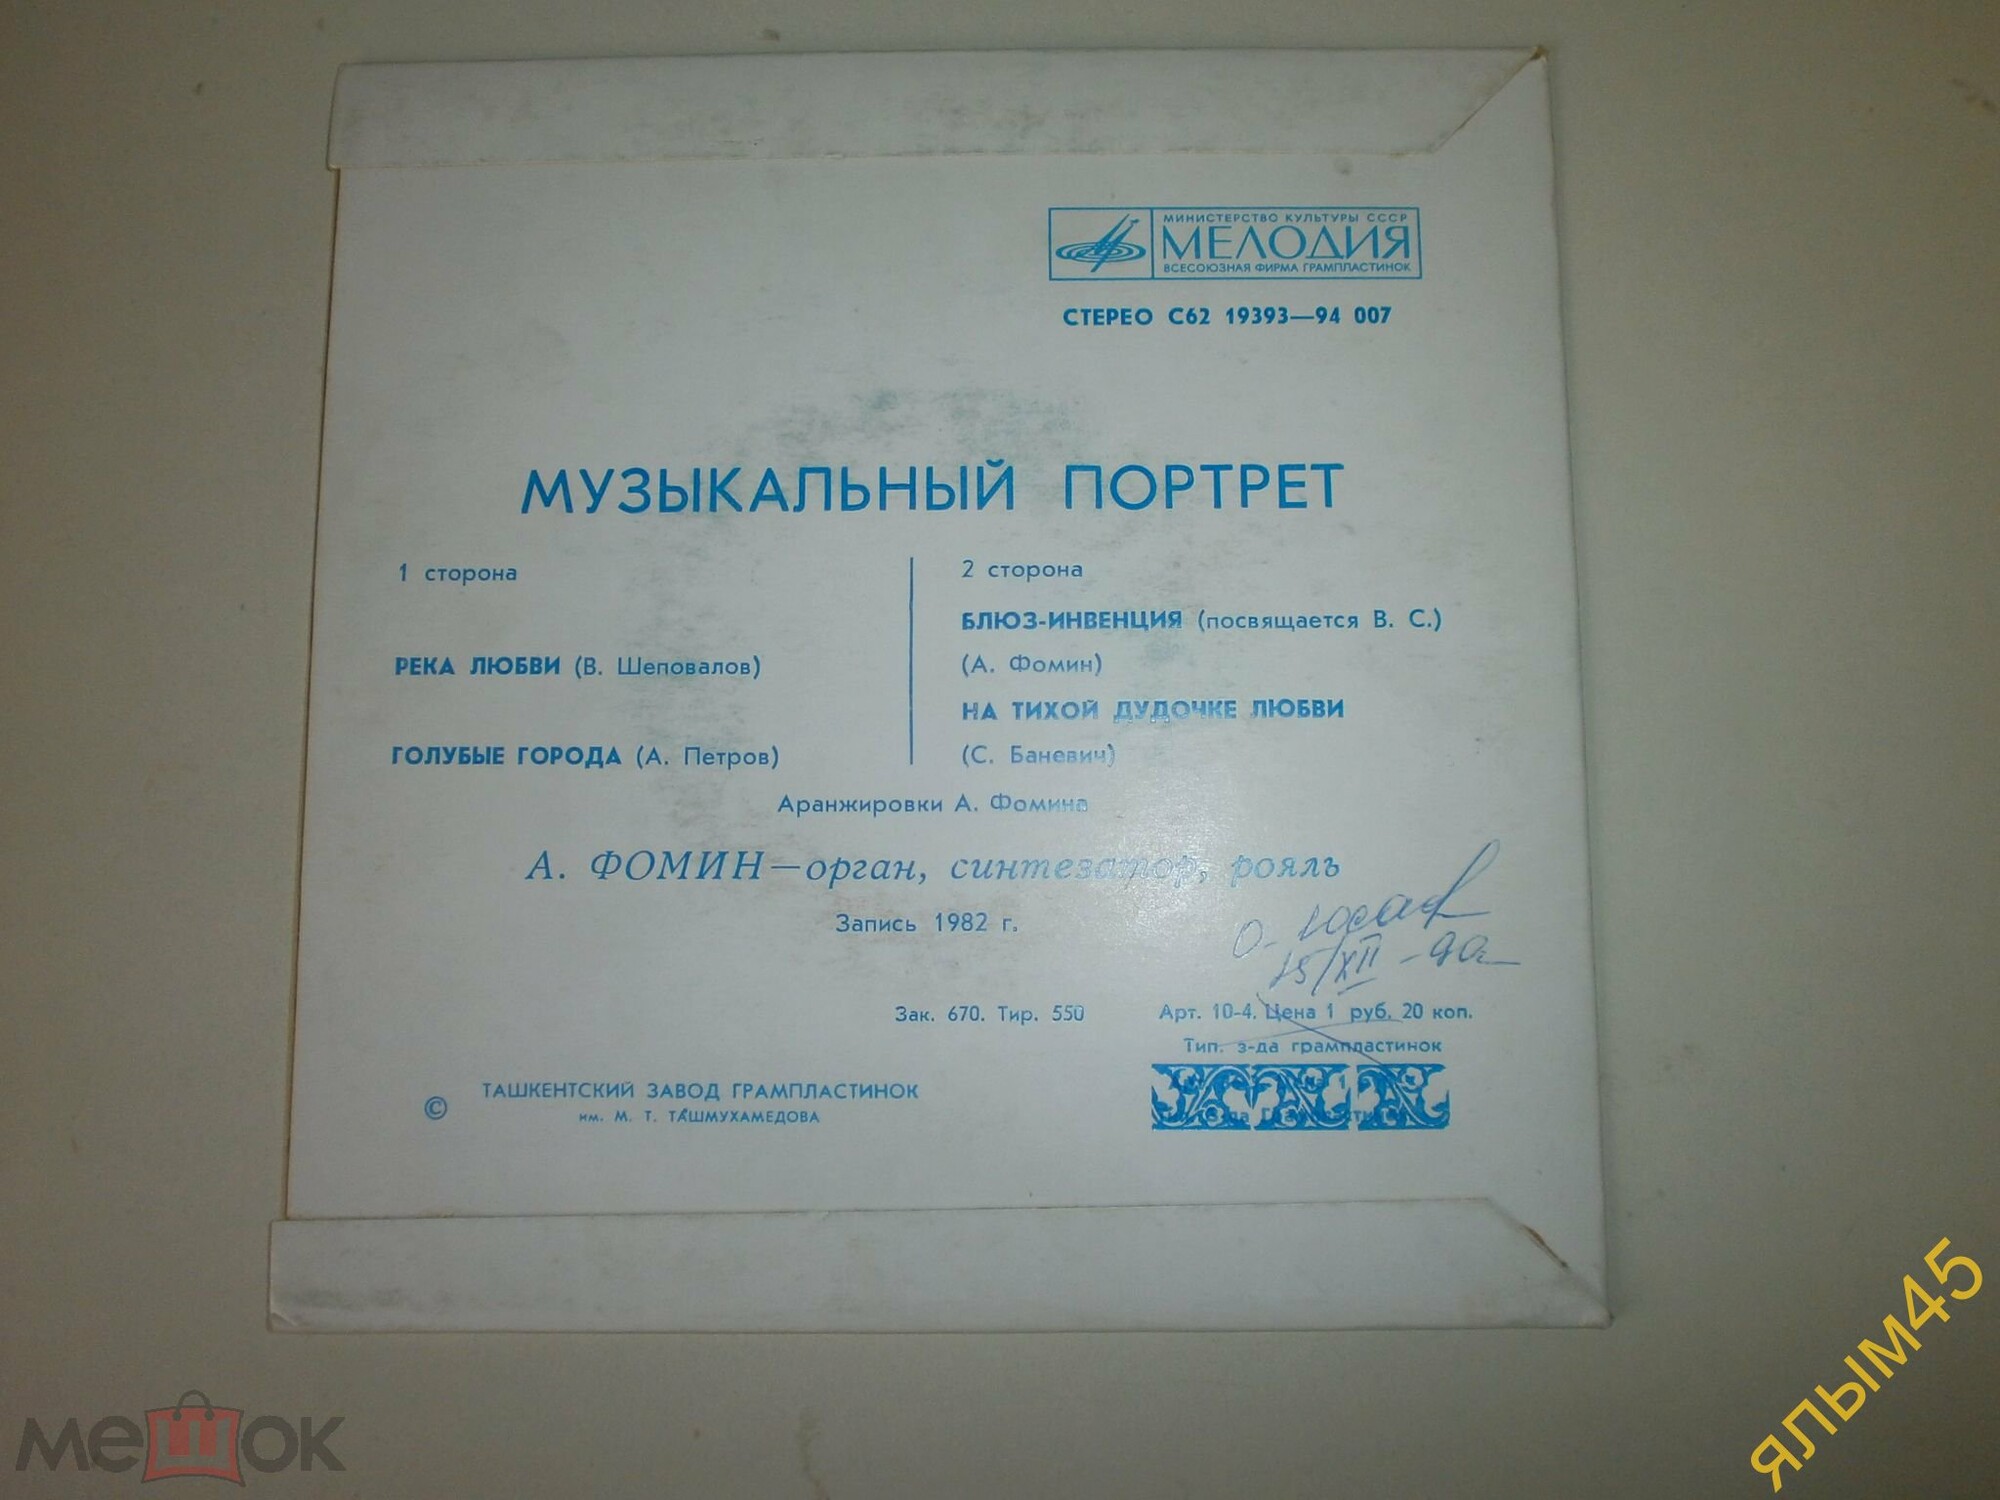 МИНИСТЕРСТВО КУЛЬТУРЫ СССР
МЕЛОДИЯ
ВСЕСОЮЗНАЯ ФИРМА ГРАМПЛАСТИНОК
СТЕРЕО С62 19393—94 007
МУЗЫКАЛЬНЫЙ ПОРТРЕТ
1 сторона
РЕКА ЛЮБВИ (В. Шеповалов)
ГОЛУБЫЕ ГОРОДА (А. Петров)
2 сторона
БЛЮЗ-ИНВЕНЦИЯ (посвящается В. С.)
(А. Фомин)
НА ТИХОЙ ДУДОЧКЕ ЛЮБВИ
(С. Баневич)
Аранжировки А. Фомина
А. ФОМИН—орган, синтезатор, рояль
Запись 1982 г.
15/XII -90г.
Зак. 670. Тир. 550
Арт. 10-4. Цена 1 руб. 20 коп.
Тип. з-да грампластинок
© ТАШКЕНТСКИЙ ЗАВОД ГРАМПЛАСТИНОК
им. М. Т. ТАШМУХАМЕДОВА
мешок
ялым45